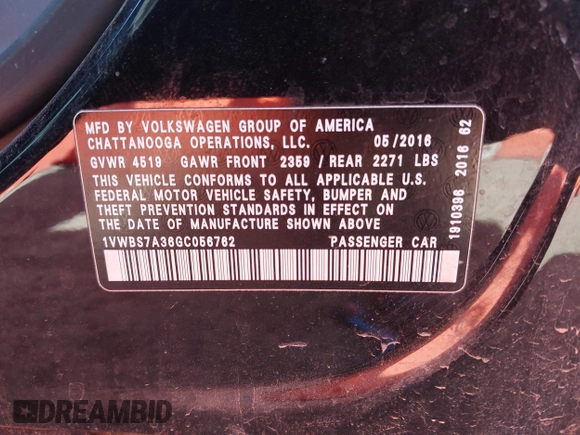 MFD BY VOLKSWAGEN GROUP OF AMERICA
CHATTANOOGA OPERATIONS, LLC. 05/2016
GVWR 4519 GAWR FRONT 2359 / REAR 2271 LBS
THIS VEHICLE CONFORMS TO ALL APPLICABLE U.S.
FEDERAL MOTOR VEHICLE SAFETY, BUMPER AND
THEFT PREVENTION STANDARDS IN EFFECT ON
THE DATE OF MANUFACTURE SHOWN ABOVE
1VWBS7A36GC056762 PASSENGER CAR
1910396 2016 62
DREAMBID